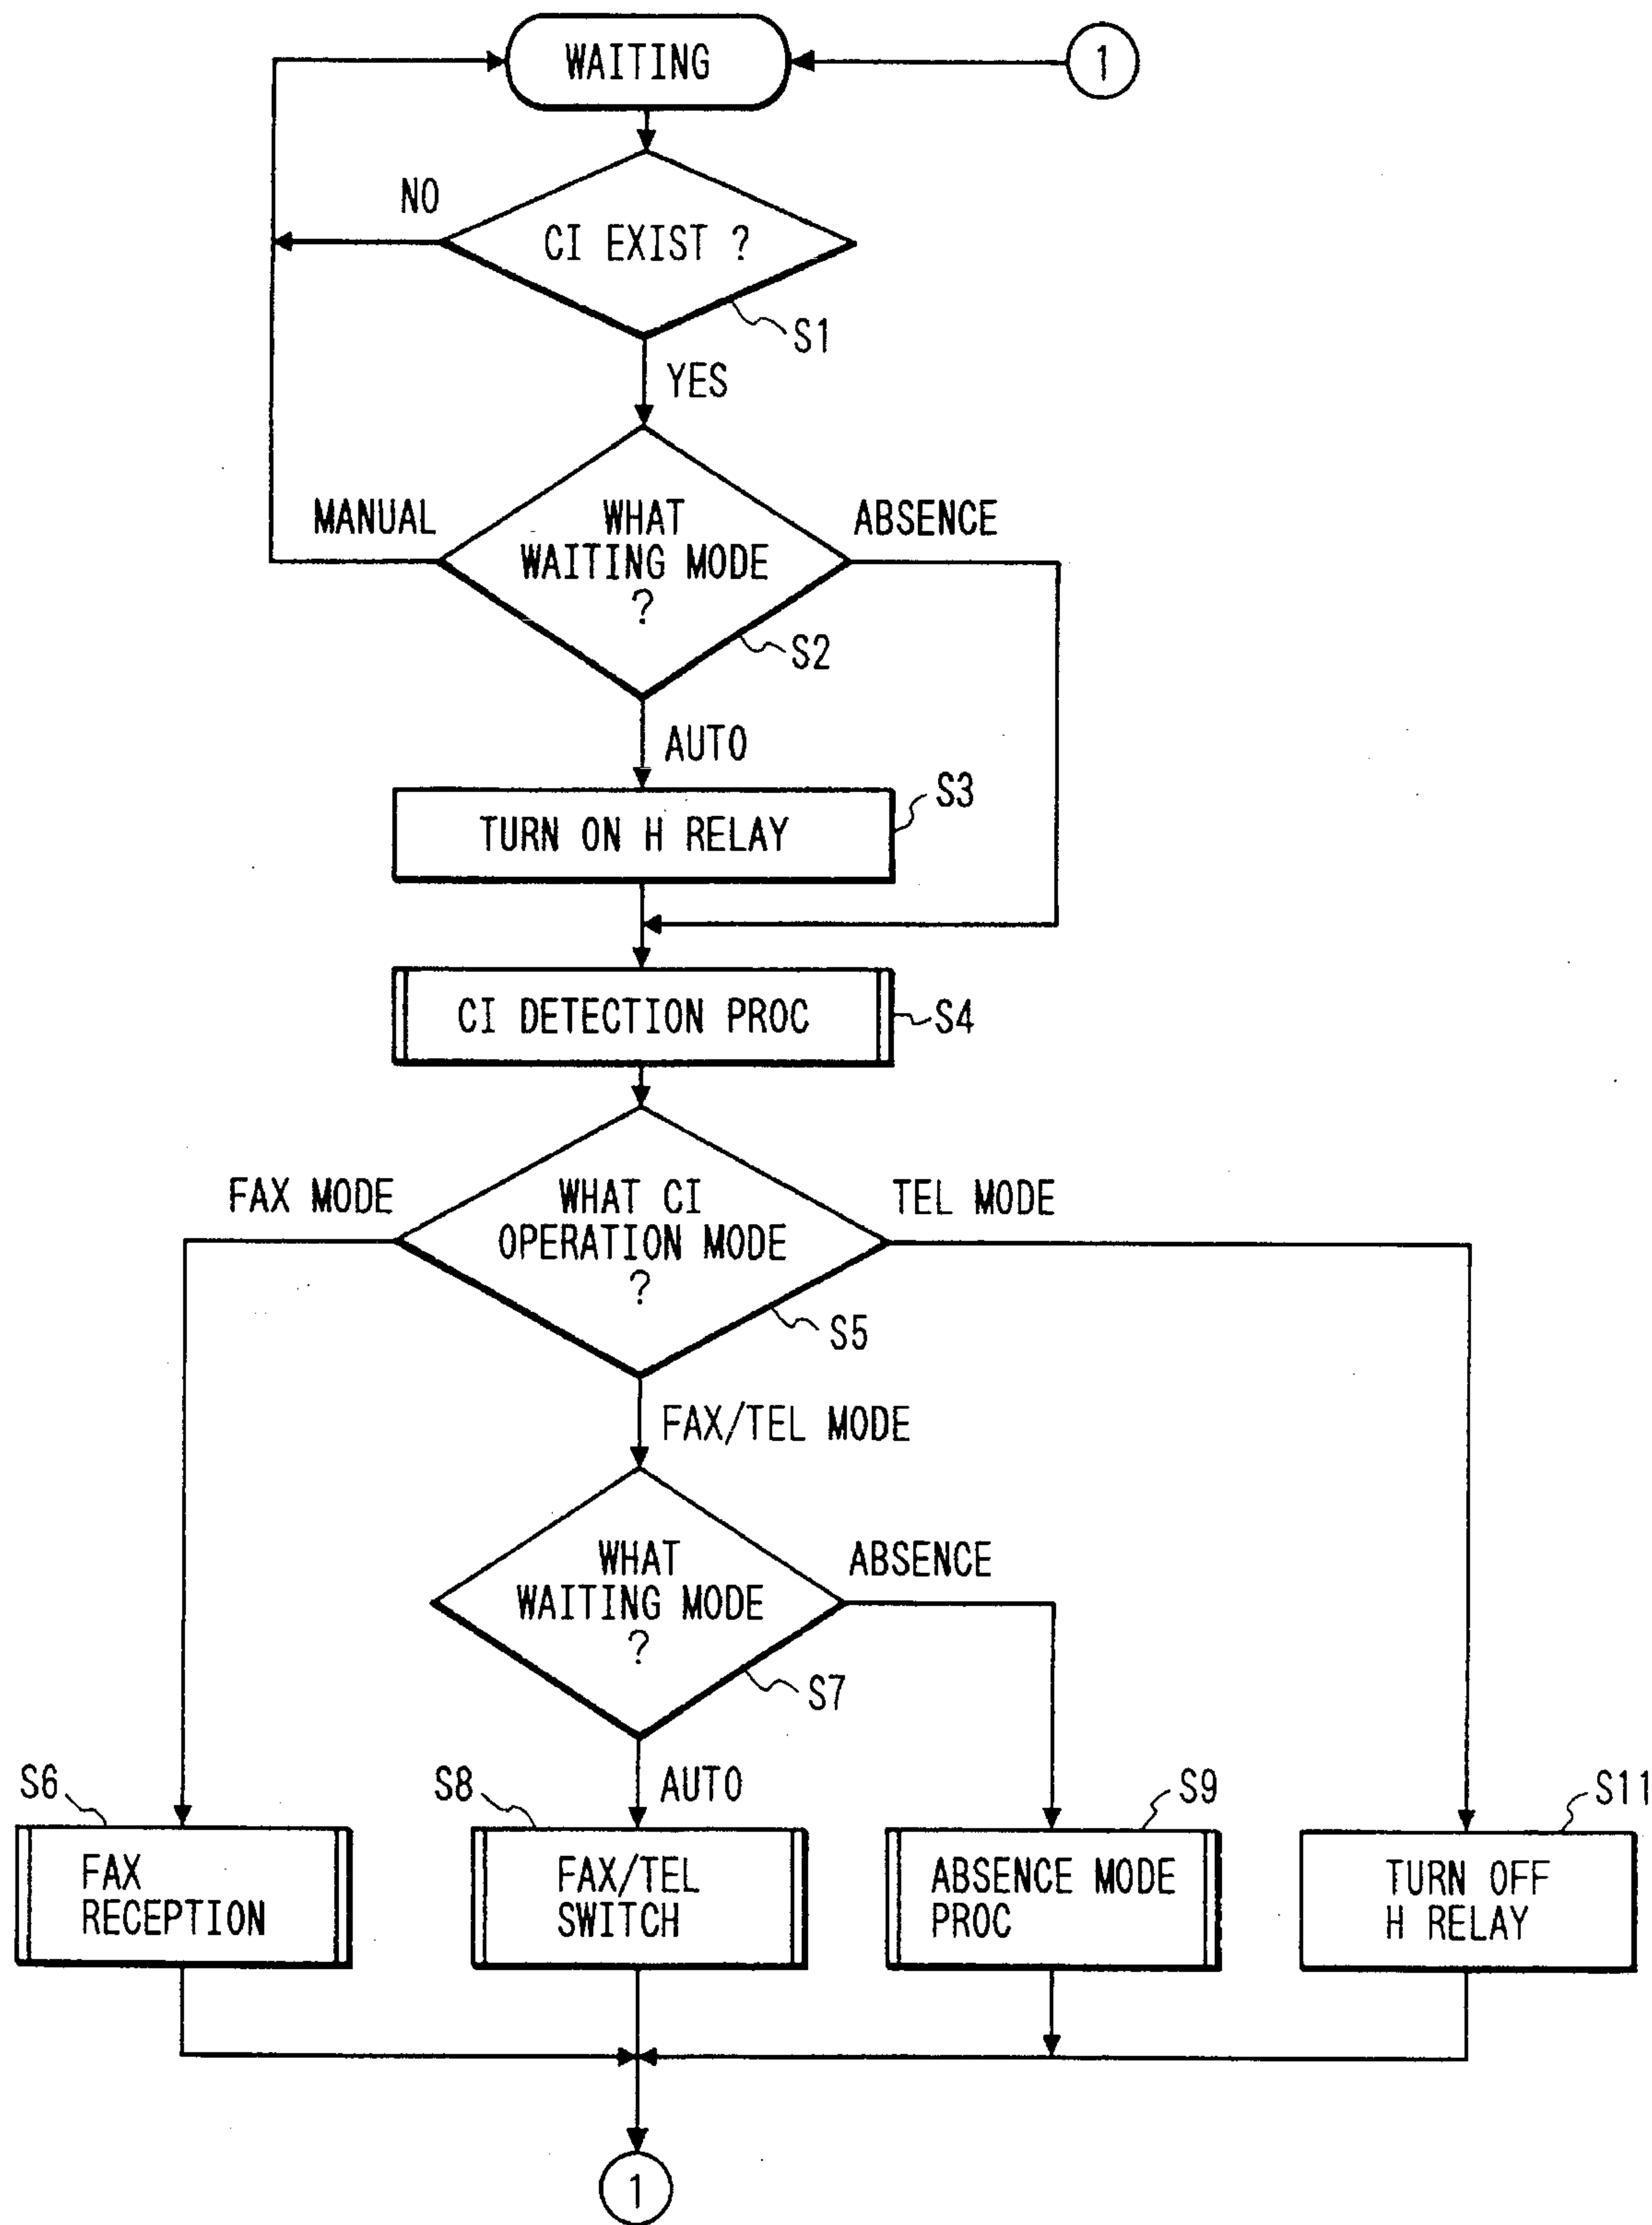 WAITING
1
NO
CI EXIST ?
S1
YES
MANUAL
WHAT
WAITING MODE
?
ABSENCE
S2
AUTO
S3
TURN ON H RELAY
CI DETECTION PROC
S4
FAX MODE
WHAT CI
OPERATION MODE
?
TEL MODE
S5
FAX/TEL MODE
WHAT
WAITING MODE
?
ABSENCE
S7
S6
S8
AUTO
S9
S11
FAX
RECEPTION
FAX/TEL
SWITCH
ABSENCE MODE
PROC
TURN OFF
H RELAY
1